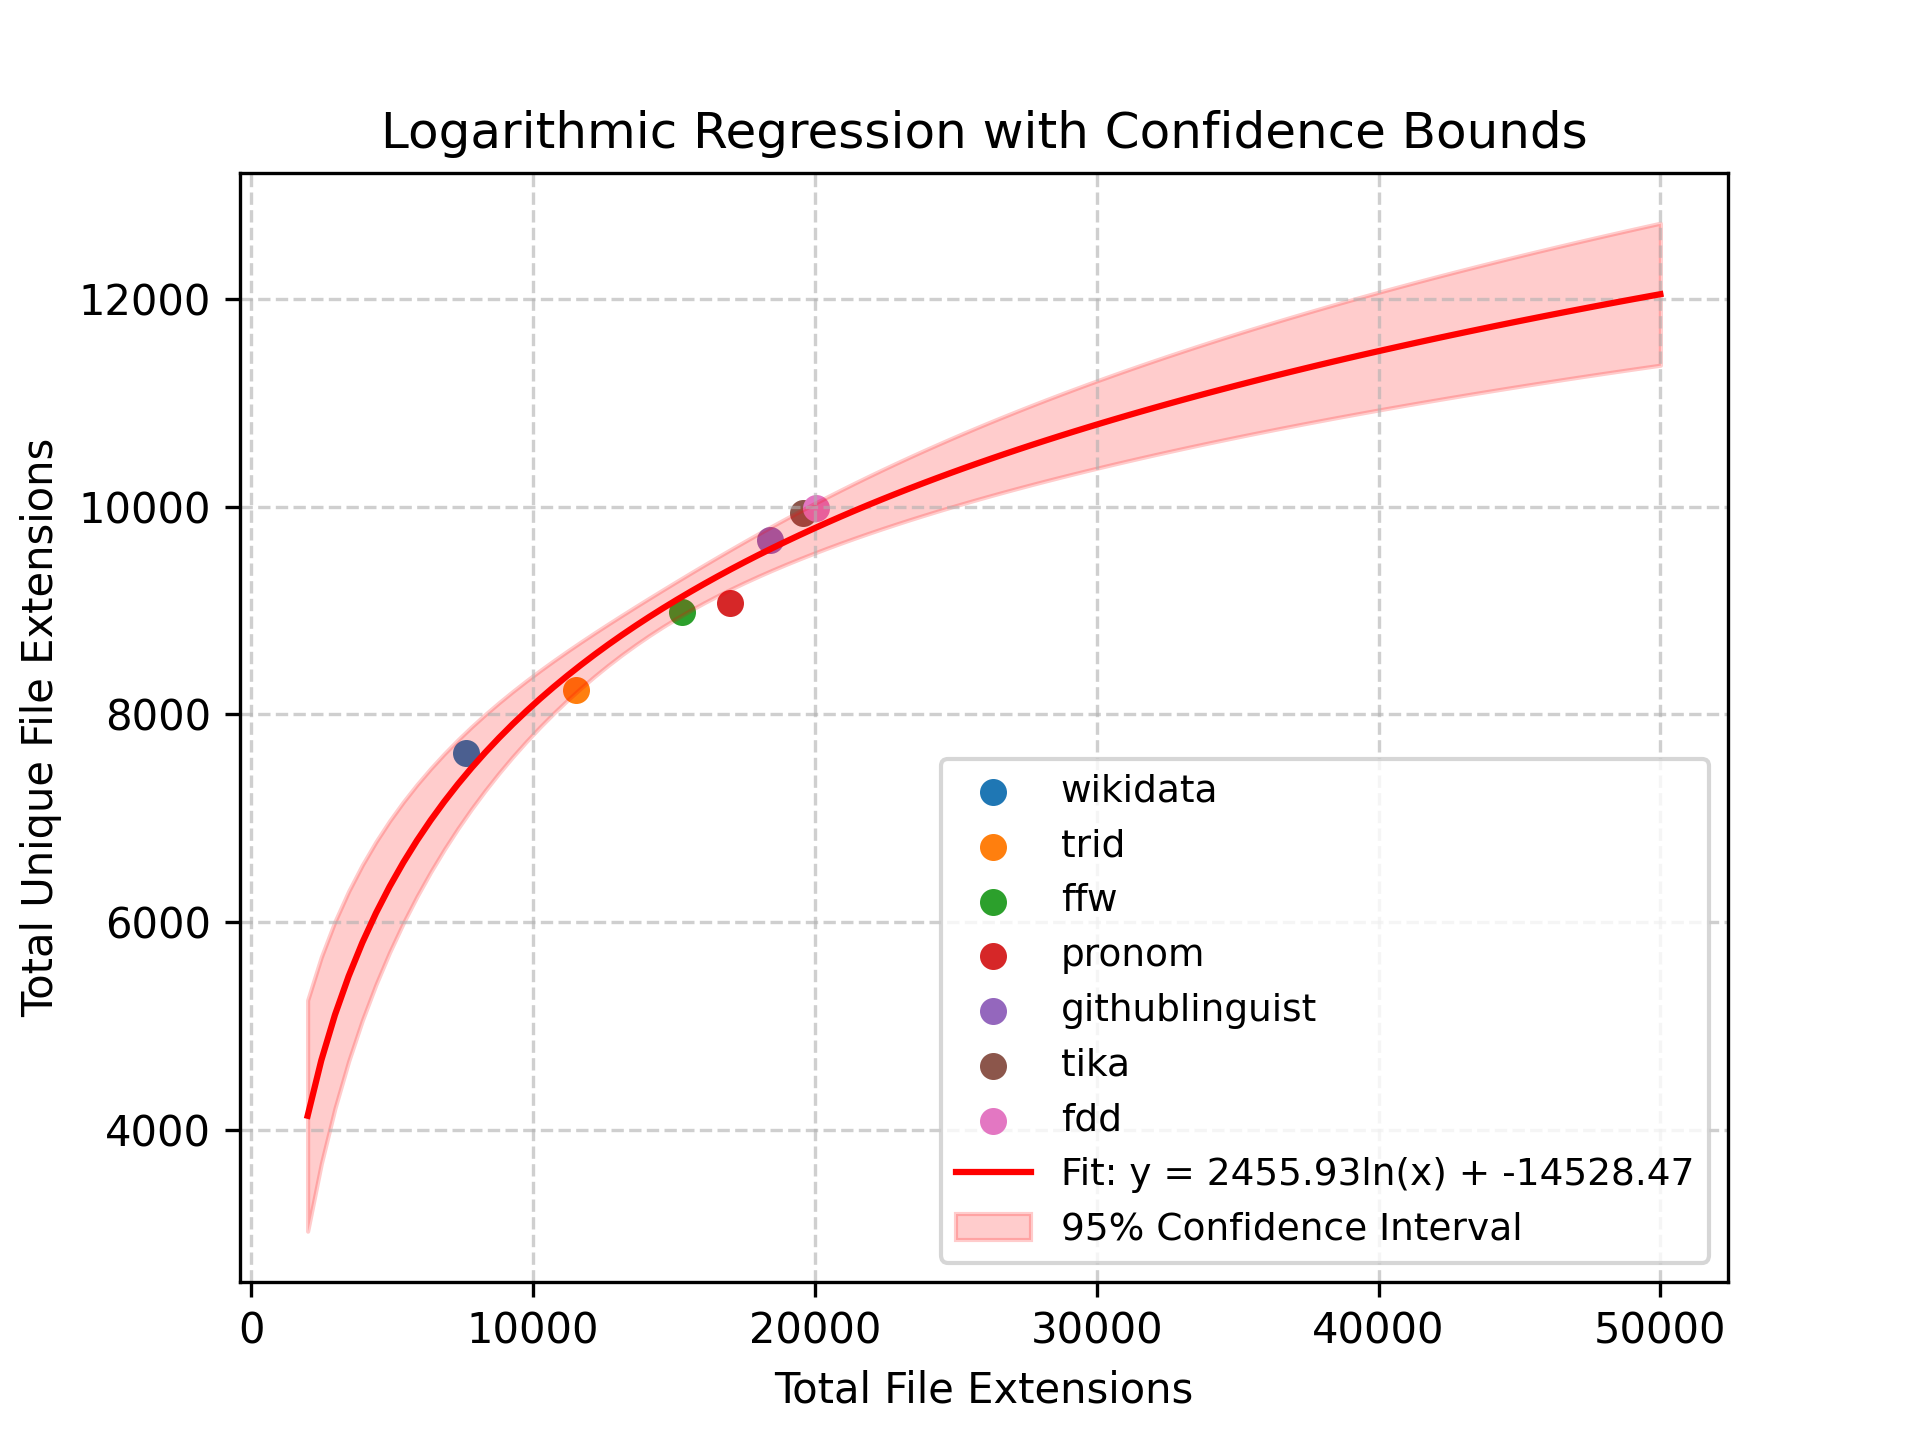 Logarithmic Regression with Confidence Bounds
Total Unique File Extensions
12000
10000
8000
6000
4000
wikidata
trid
ffw
pronom
githublinguist
tika
fdd
Fit: y = 2455.93ln(x) + -14528.47
95% Confidence Interval
0 10000 20000 30000 40000 50000
Total File Extensions